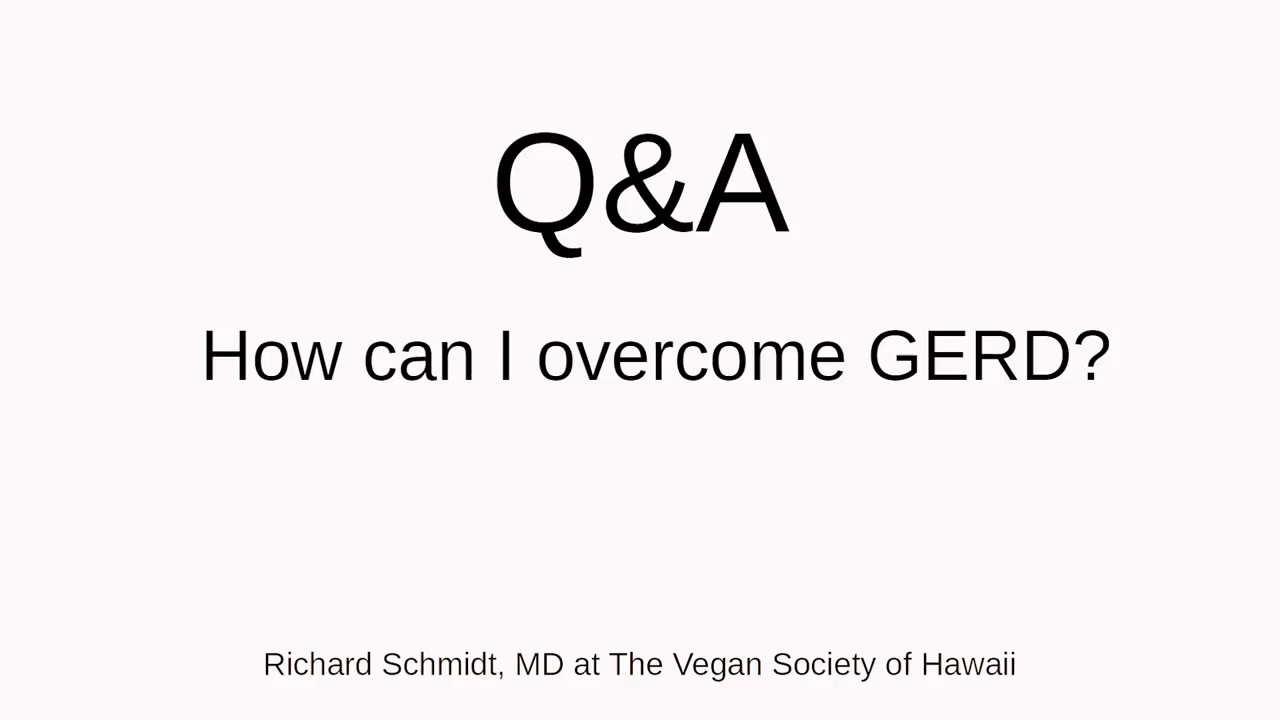 Q&A
How can I overcome GERD?
Richard Schmidt, MD at The Vegan Society of Hawaii